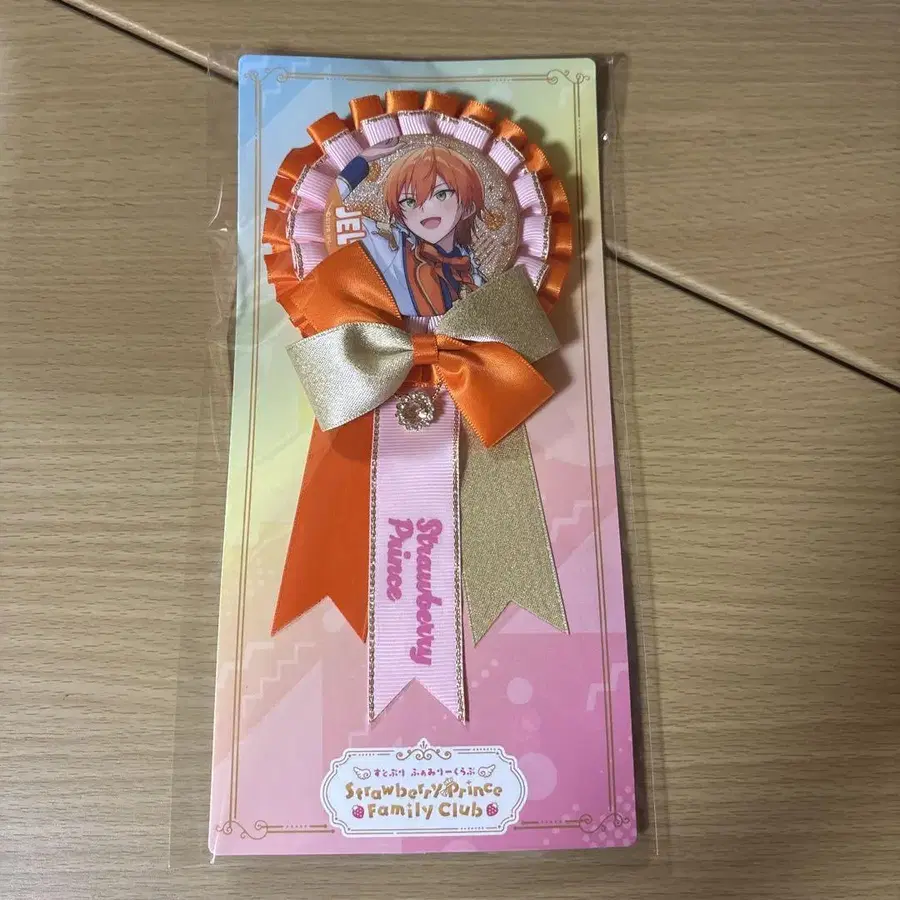 JEL
Strawberry
Prince
すとぷり ふぁみりーくらぶ
Strawberry Prince
Family Club